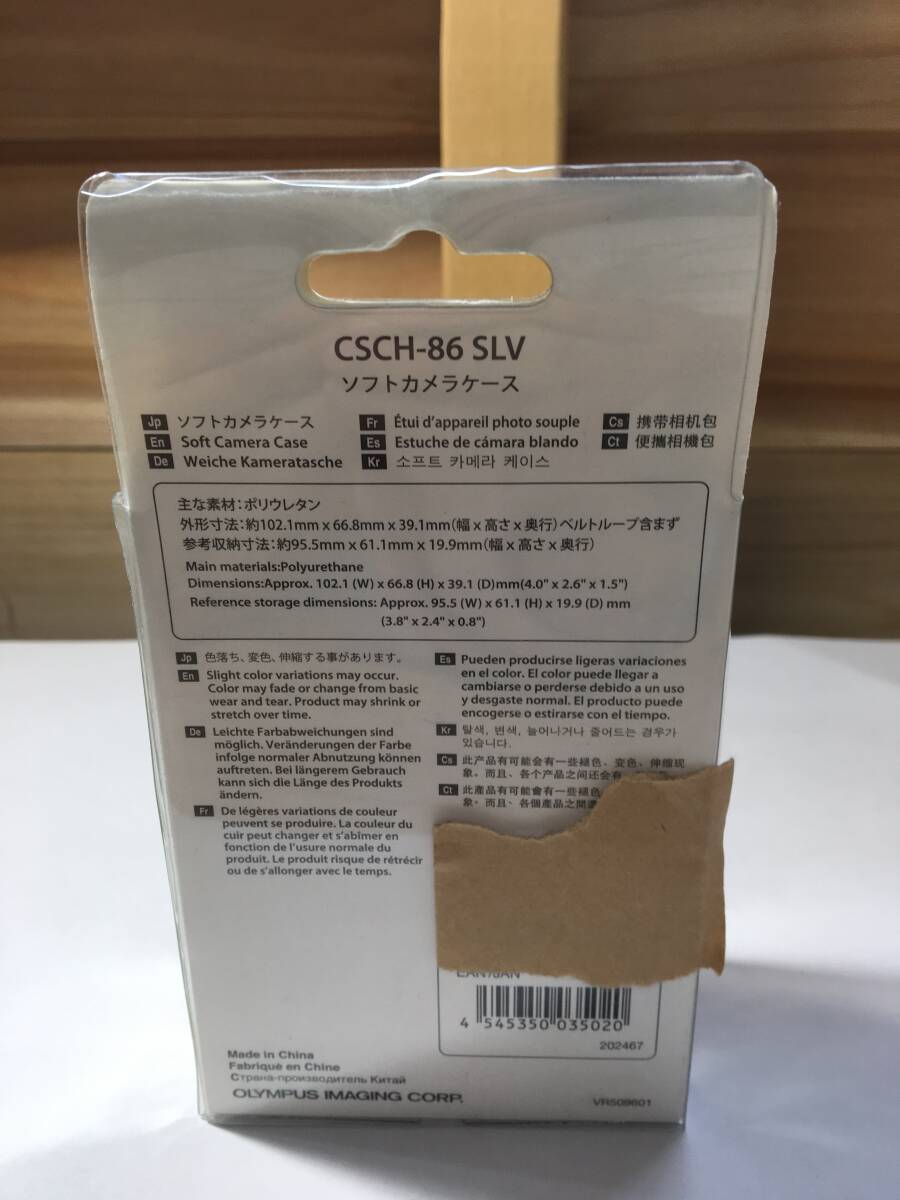 CSCH-86 SLV
ソフトカメラケース
Jp ソフトカメラケース
En Soft Camera Case
De Weiche Kameratasche
Fr Étui d'appareil photo souple
Es Estuche de cámara blando
Kr 소프트 카메라 케이스
Cs 携带相机包
Ct 便攜相機包
主な素材:ポリウレタン
外形寸法:約102.1mm x 66.8mm x 39.1mm(幅 x 高さ x 奥行)ベルトループ含まず
参考収納寸法:約95.5mm x 61.1mm x 19.9mm(幅 x 高さ x 奥行)
Main materials:Polyurethane
Dimensions:Approx. 102.1 (W) x 66.8 (H) x 39.1 (D)mm(4.0" x 2.6" x 1.5")
Reference storage dimensions: Approx. 95.5 (W) x 61.1 (H) x 19.9 (D) mm
(3.8" x 2.4" x 0.8")
Jp 色落ち、変色、伸縮する事があります。
En Slight color variations may occur.
Color may fade or change from basic
wear and tear. Product may shrink or
stretch over time.
De Leichte Farbabweichungen sind
möglich. Veränderungen der Farbe
infolge normaler Abnutzung können
auftreten. Bei längerem Gebrauch
kann sich die Länge des Produkts
ändern.
Fr De légères variations de couleur
peuvent se produire. La couleur du
cuir peut changer et s'abîmer en
fonction de l'usure normale du
produit. Le produit risque de rétrécir
ou de s'allonger avec le temps.
Es Pueden producirse ligeras variaciones
en el color. El color puede llegar a
cambiarse o perderse debido a un uso
y desgaste normal. El producto puede
encogerse o estirarse con el tiempo.
Kr 탈색, 변색, 늘어나거나 줄어드는 경우가
있습니다.
Cs 此产品有可能会有一些褪色、变色、伸缩现
象。而且、各个产品之间还会有
Ct 此產品有可能會有一些褪色
象。而且、各個產品之間
EAN/JAN
4 545350 035020
202467
Made in China
Fabriqué en Chine
Страна-производитель Китай
OLYMPUS IMAGING CORP.
VR509601